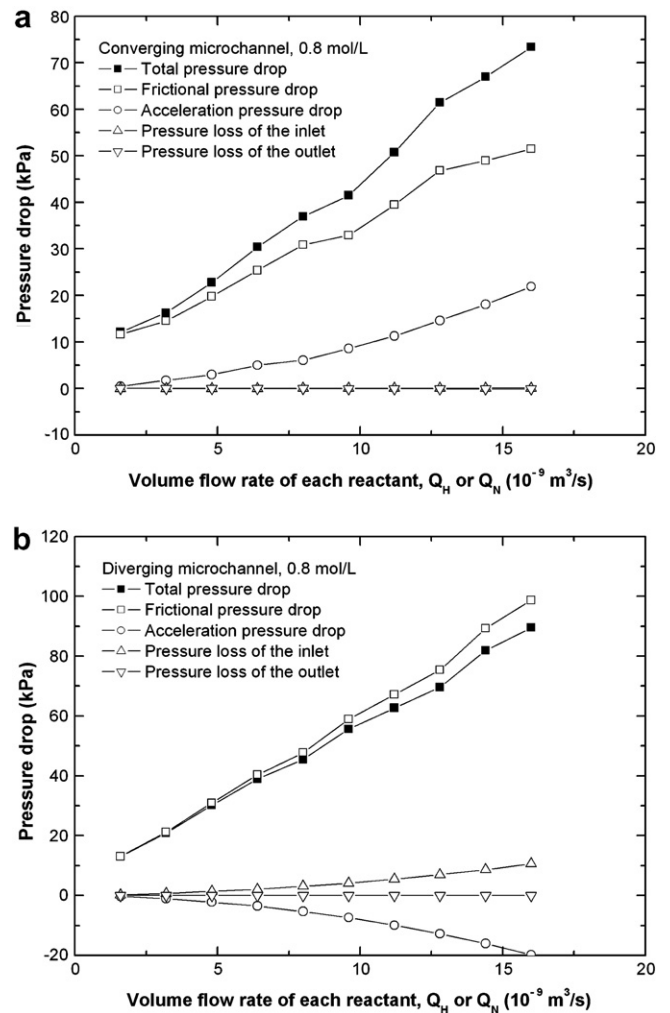 a
80
Converging microchannel, 0.8 mol/L
Total pressure drop
Frictional pressure drop
Acceleration pressure drop
Pressure loss of the inlet
Pressure loss of the outlet
70
60
50
40
30
20
10
0
-10
Pressure drop (kPa)
0 5 10 15 20
Volume flow rate of each reactant, Q_H or Q_N (10⁻⁹ m³/s)
b
120
Diverging microchannel, 0.8 mol/L
Total pressure drop
Frictional pressure drop
Acceleration pressure drop
Pressure loss of the inlet
Pressure loss of the outlet
100
80
60
40
20
0
-20
Pressure drop (kPa)
0 5 10 15 20
Volume flow rate of each reactant, Q_H or Q_N (10⁻⁹ m³/s)